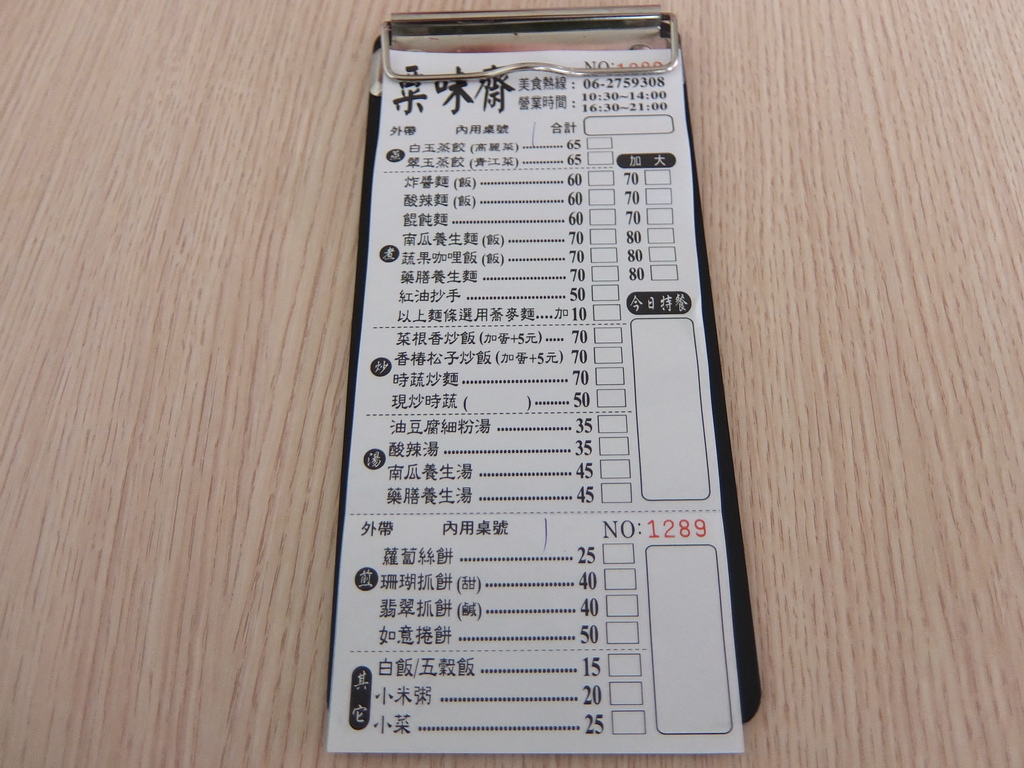 味齋
NO:
美食熱線：06-2759308
營業時間：10:30~14:00
16:30~21:00
外帶 內用桌號 合計
蒸
白玉蒸餃 (高麗菜) 65
翠玉蒸餃 (青江菜) 65
加大
煮
炸醬麵 (飯) 60 70
酸辣麵 (飯) 60 70
餛飩麵 60 70
南瓜養生麵 (飯) 70 80
蔬果咖哩飯 (飯) 70 80
藥膳養生麵 70 80
紅油抄手 50
今日特餐
以上麵條選用蕎麥麵....加10
炒
菜根香炒飯 (加蛋+5元) ..... 70
香椿松子炒飯 (加蛋+5元) 70
時蔬炒麵 70
現炒時蔬 ( ) 50
湯
油豆腐細粉湯 35
酸辣湯 35
南瓜養生湯 45
藥膳養生湯 45
外帶 內用桌號 NO:1289
煎
蘿蔔絲餅 25
珊瑚抓餅 (甜) 40
翡翠抓餅 (鹹) 40
如意捲餅 50
其它
白飯/五穀飯 15
小米粥 20
小菜 25